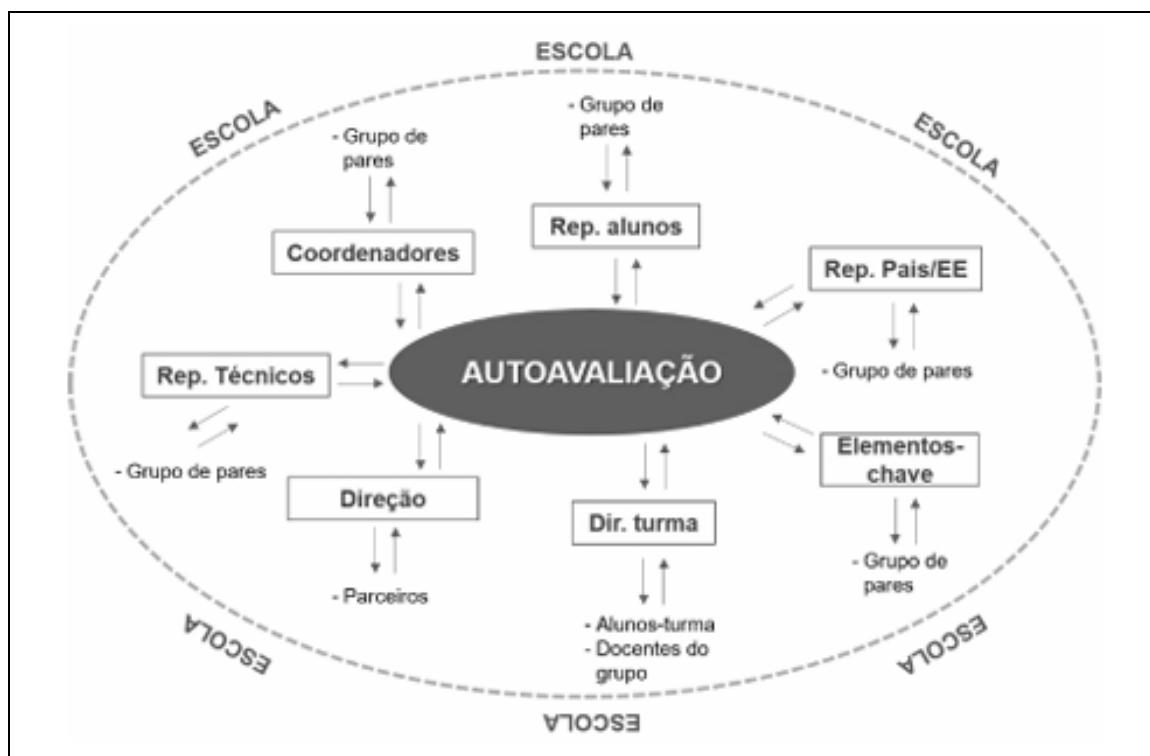 ESCOLA
ESCOLA
ESCOLA
- Grupo de
pares
- Grupo de
pares
Coordenadores
Rep. alunos
Rep. Pais/EE
- Grupo de pares
Rep. Técnicos
- Grupo de pares
AUTOAVALIAÇÃO
Elementos-
chave
- Grupo de
pares
Direção
- Parceiros
Dir. turma
- Alunos-turma
- Docentes do
grupo
ESCOLA
ESCOLA
ESCOLA